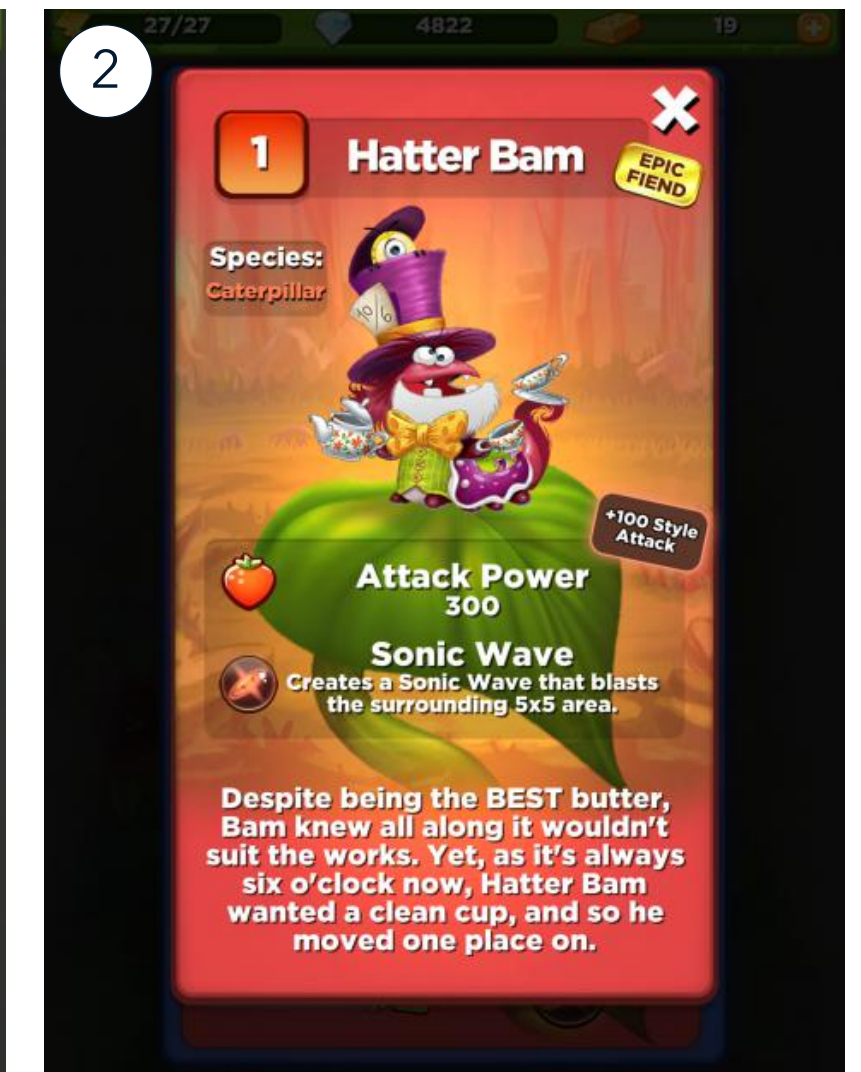 2
27/27
4822
19
1
Hatter Bam
EPIC
FIEND
Species:
Caterpillar
10/6
+100 Style
Attack
Attack Power
300
Sonic Wave
Creates a Sonic Wave that blasts
the surrounding 5x5 area.
Despite being the BEST butter,
Bam knew all along it wouldn't
suit the works. Yet, as it's always
six o'clock now, Hatter Bam
wanted a clean cup, and so he
moved one place on.